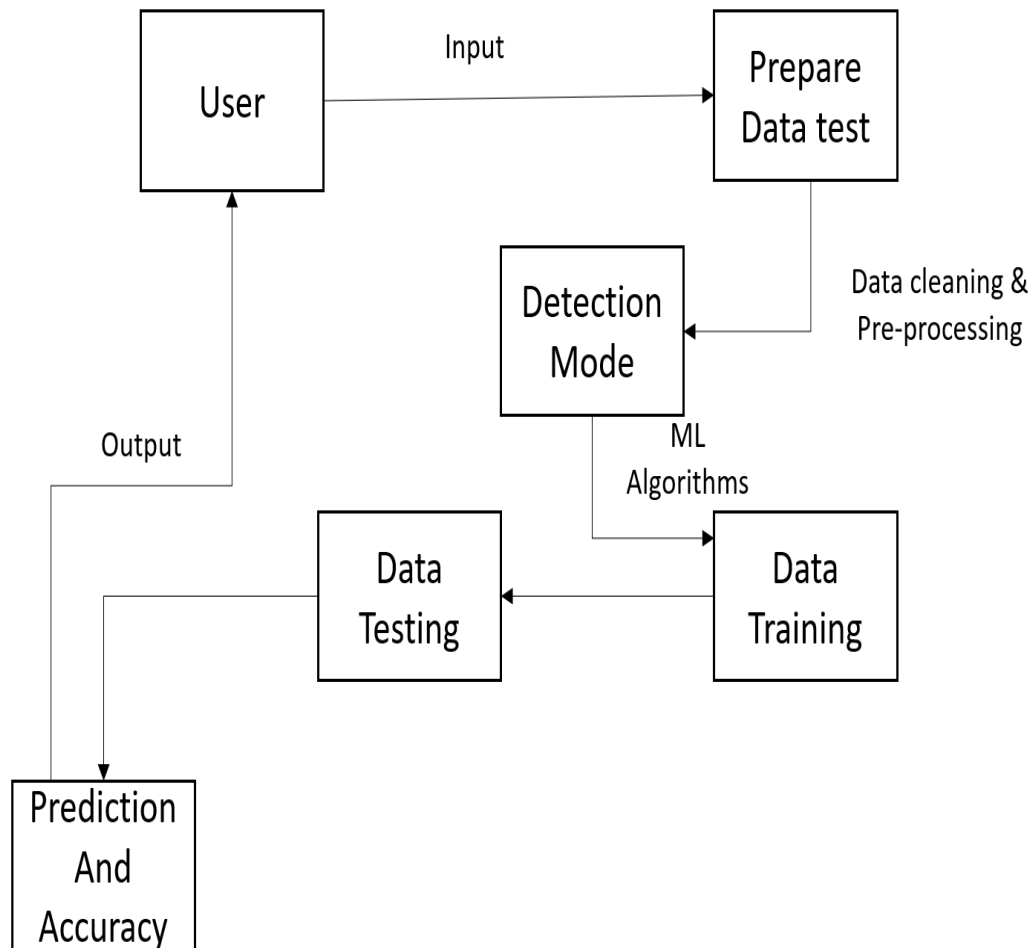 User
Input
Prepare
Data test
Data cleaning &
Pre-processing
Detection
Mode
ML
Algorithms
Data
Training
Data
Testing
Prediction
And
Accuracy
Output